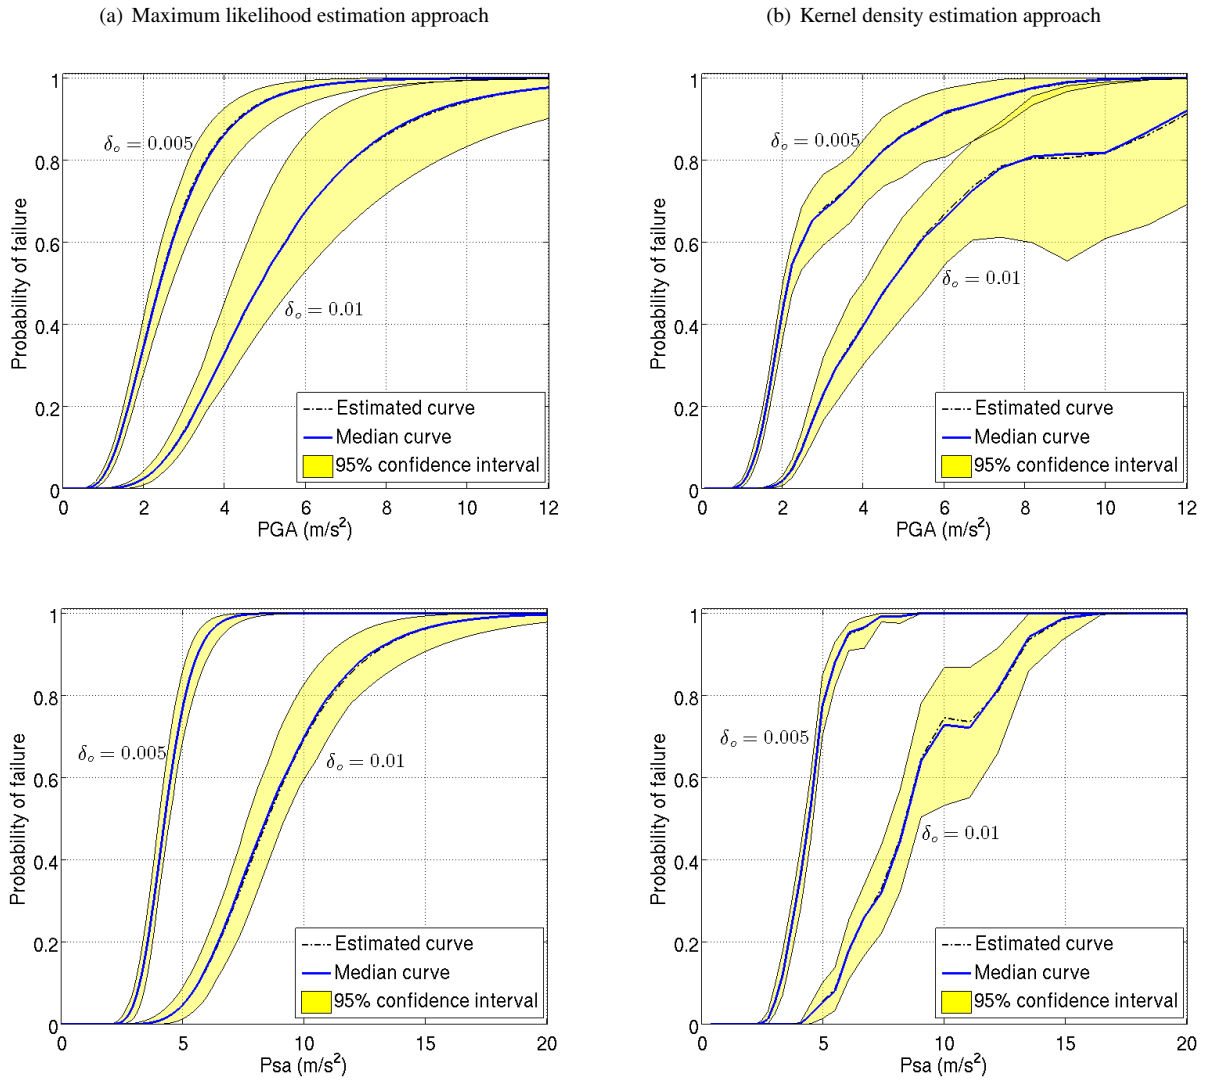 (a) Maximum likelihood estimation approach
(b) Kernel density estimation approach
1
0.8
0.6
0.4
0.2
0
Probability of failure
δₒ = 0.005
δₒ = 0.01
Estimated curve
Median curve
95% confidence interval
0 2 4 6 8 10 12
PGA (m/s²)
1
0.8
0.6
0.4
0.2
0
Probability of failure
δₒ = 0.005
δₒ = 0.01
Estimated curve
Median curve
95% confidence interval
0 2 4 6 8 10 12
PGA (m/s²)
1
0.8
0.6
0.4
0.2
0
Probability of failure
δₒ = 0.005
δₒ = 0.01
Estimated curve
Median curve
95% confidence interval
0 5 10 15 20
Psa (m/s²)
1
0.8
0.6
0.4
0.2
0
Probability of failure
δₒ = 0.005
δₒ = 0.01
Estimated curve
Median curve
95% confidence interval
0 5 10 15 20
Psa (m/s²)